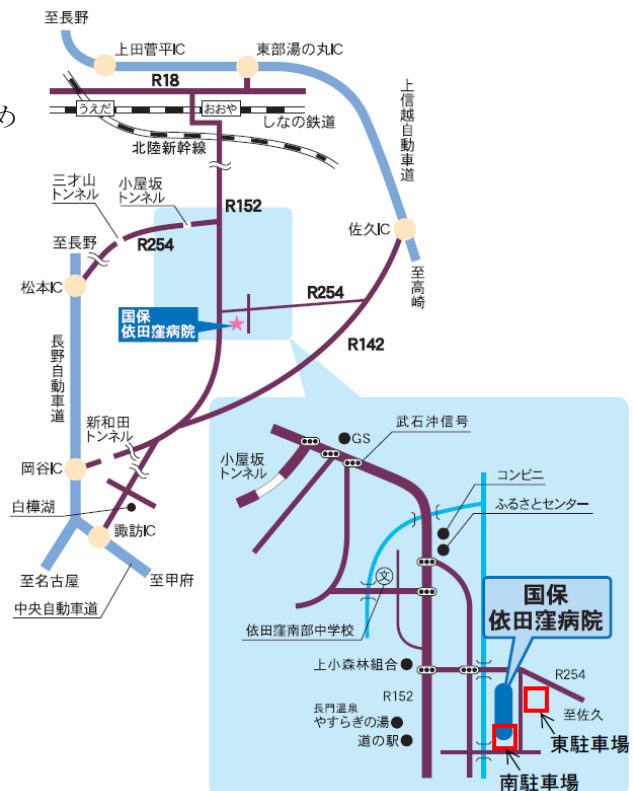 至長野
上田菅平IC
東部湯の丸IC
R18
め
うえだ
おおや
しなの鉄道
北陸新幹線
上信越自動車道
三才山
トンネル
小屋坂
トンネル
R152
至長野
R254
佐久IC
至高崎
松本IC
R254
国保
依田窪病院
R142
長野自動車道
新和田
トンネル
岡谷IC
白樺湖
諏訪IC
至名古屋
至甲府
中央自動車道
GS
武石沖信号
小屋坂
トンネル
コンビニ
ふるさとセンター
文
依田窪南部中学校
国保
依田窪病院
上小森林組合
R254
R152
至佐久
長門温泉
やすらぎの湯
道の駅
東駐車場
南駐車場